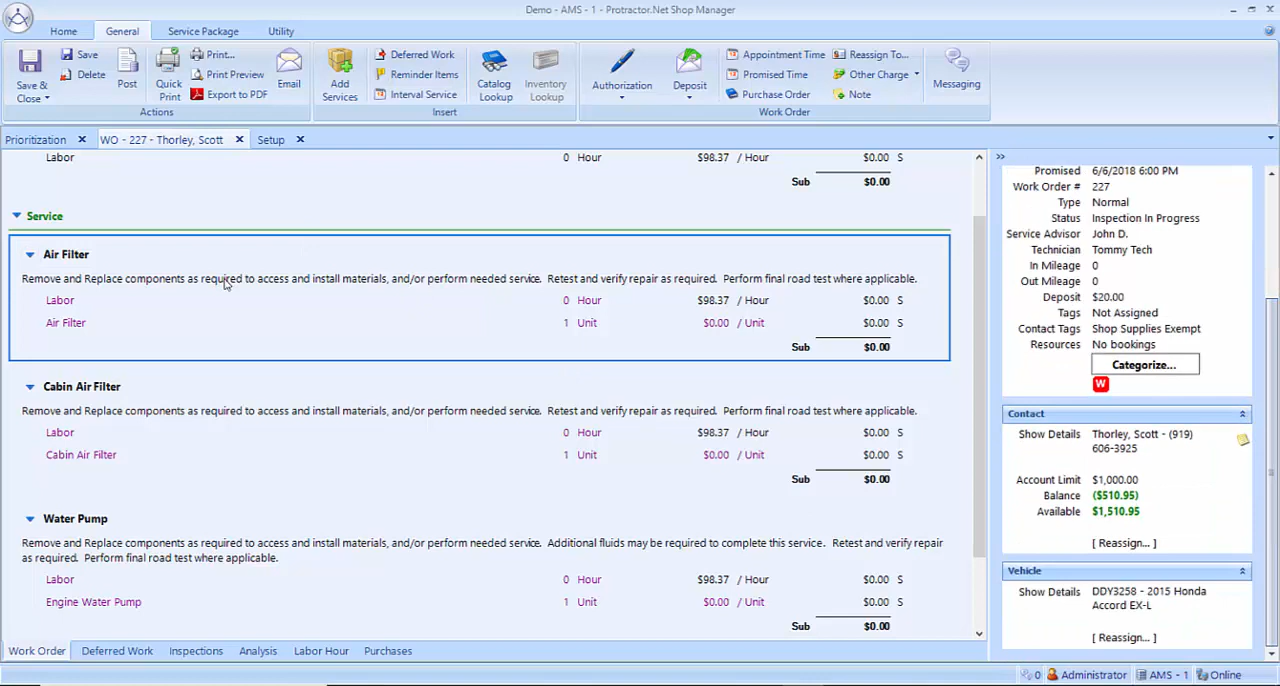 Demo - AMS - 1 - Protractor.Net Shop Manager
Home General Service Package Utility
Save & Close
Save
Delete
Post
Quick Print
Print...
Print Preview
Export to PDF
Email
Actions
Add Services
Deferred Work
Reminder Items
Interval Service
Catalog Lookup
Inventory Lookup
Insert
Authorization
Deposit
Appointment Time
Promised Time
Purchase Order
Reassign To...
Other Charge
Note
Messaging
Work Order
Prioritization WO - 227 - Thorley, Scott Setup
Labor 0 Hour $98.37 / Hour $0.00 S
Sub $0.00
Service
Air Filter
Remove and Replace components as required to access and install materials, and/or perform needed service. Retest and verify repair as required. Perform final road test where applicable.
Labor 0 Hour $98.37 / Hour $0.00 S
Air Filter 1 Unit $0.00 / Unit $0.00 S
Sub $0.00
Cabin Air Filter
Remove and Replace components as required to access and install materials, and/or perform needed service. Retest and verify repair as required. Perform final road test where applicable.
Labor 0 Hour $98.37 / Hour $0.00 S
Cabin Air Filter 1 Unit $0.00 / Unit $0.00 S
Sub $0.00
Water Pump
Remove and Replace components as required to access and install materials, and/or perform needed service. Additional fluids may be required to complete this service. Retest and verify repair
as required. Perform final road test where applicable.
Labor 0 Hour $98.37 / Hour $0.00 S
Engine Water Pump 1 Unit $0.00 / Unit $0.00 S
Sub $0.00
Promised 6/6/2018 6:00 PM
Work Order # 227
Type Normal
Status Inspection In Progress
Service Advisor John D.
Technician Tommy Tech
In Mileage 0
Out Mileage 0
Deposit $20.00
Tags Not Assigned
Contact Tags Shop Supplies Exempt
Resources No bookings
Categorize...
W
Contact
Show Details Thorley, Scott - (919)
606-3925
Account Limit $1,000.00
Balance ($510.95)
Available $1,510.95
[ Reassign... ]
Vehicle
Show Details DDY3258 - 2015 Honda
Accord EX-L
[ Reassign... ]
Work Order Deferred Work Inspections Analysis Labor Hour Purchases
0 Administrator AMS - 1 Online